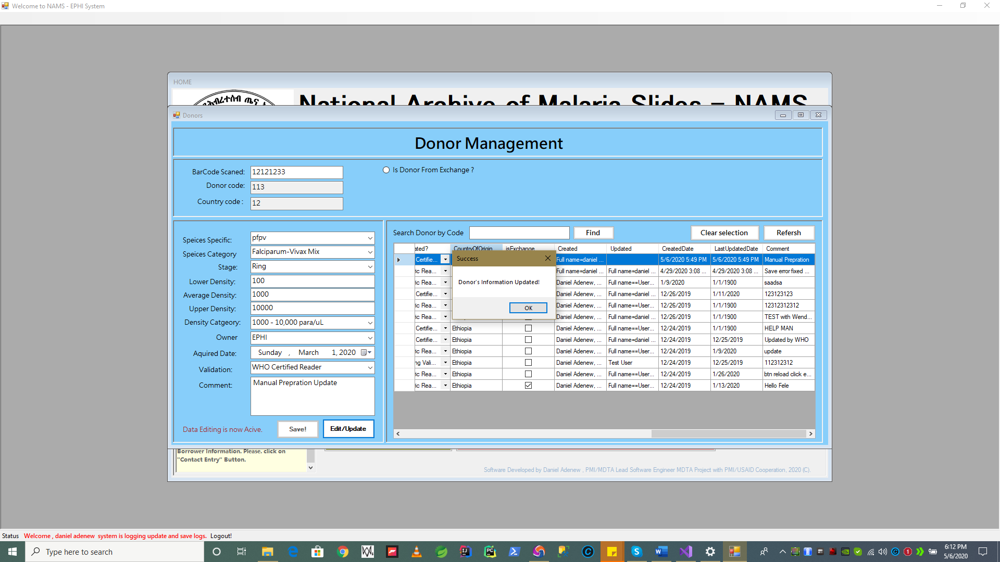 Welcome to NAMS - EPHI System
HOME
National Archive of Malaria Slides – NAMS
Donors
Donor Management
BarCode Scaned: 12121233
Is Donor From Exchange ?
Donor code: 113
Country code : 12
Speices Specific: pfpv
Speices Category Falciparum-Vivax Mix
Stage: Ring
Lower Density: 100
Average Density: 1000
Upper Density: 10000
Density Catgeory: 1000 - 10,000 para/uL
Owner EPHI
Aquired Date: Sunday , March 1, 2020
Validation: WHO Certified Reader
Comment: Manual Prepration Update
Data Editing is now Acive. Save! Edit/Update
Search Donor by Code Find Clear selection Refersh
ated? CountryOfOrigin isExchange Created Updated CreatedDate LastUpdatedDate Comment
Certifie... Full name=daniel ... 5/6/2020 5:49 PM 5/6/2020 5:49 PM Manual Prepration
ic Rea... Full name=daniel ... Full name=daniel ... 4/29/2020 3:08 ... 4/29/2020 3:08 ... Save error fixed ...
ic Rea... Daniel Adenew, ... Full name==User... 1/9/2020 1/1/1900 saadsa
Certifie... Daniel Adenew, ... Full name=daniel ... 12/26/2019 1/11/2020 123123123
ic Rea... Daniel Adenew, ... Full name==User... 12/26/2019 1/1/1900 12312312312
ic Rea... Daniel Adenew, ... Full name=daniel ... 12/26/2019 1/1/1900 TEST with Wend...
Certifie... Ethiopia Daniel Adenew, ... Full name==User... 12/24/2019 1/1/1900 HELP MAN
Certifie... Ethiopia Daniel Adenew, ... Full name=daniel ... 12/24/2019 12/25/2019 Updated by WHO
ic Rea... Ethiopia Daniel Adenew, ... Full name==User... 12/24/2019 1/9/2020 update
ng Vali... Ethiopia Daniel Adenew, ... Test User 12/24/2019 12/25/2019 112312312
ic Rea... Ethiopia Daniel Adenew, ... Full name==User... 12/24/2019 1/26/2020 btn reload click e...
ic Rea... Ethiopia Daniel Adenew, ... Full name==User... 12/24/2019 1/13/2020 Hello Fele
Success
Donor's Information Updated!
OK
Borrower Information. Please. click on
"Contact Entry" Button.
Software Developed by Daniel Adenew , PMI/MDTA Lead Software Engineer MDTA Project with PMI/USAID Cooperation, 2020 (C).
Status Welcome , daniel adenew system is logging update and save logs. Logout!
Type here to search
6:12 PM
5/6/2020